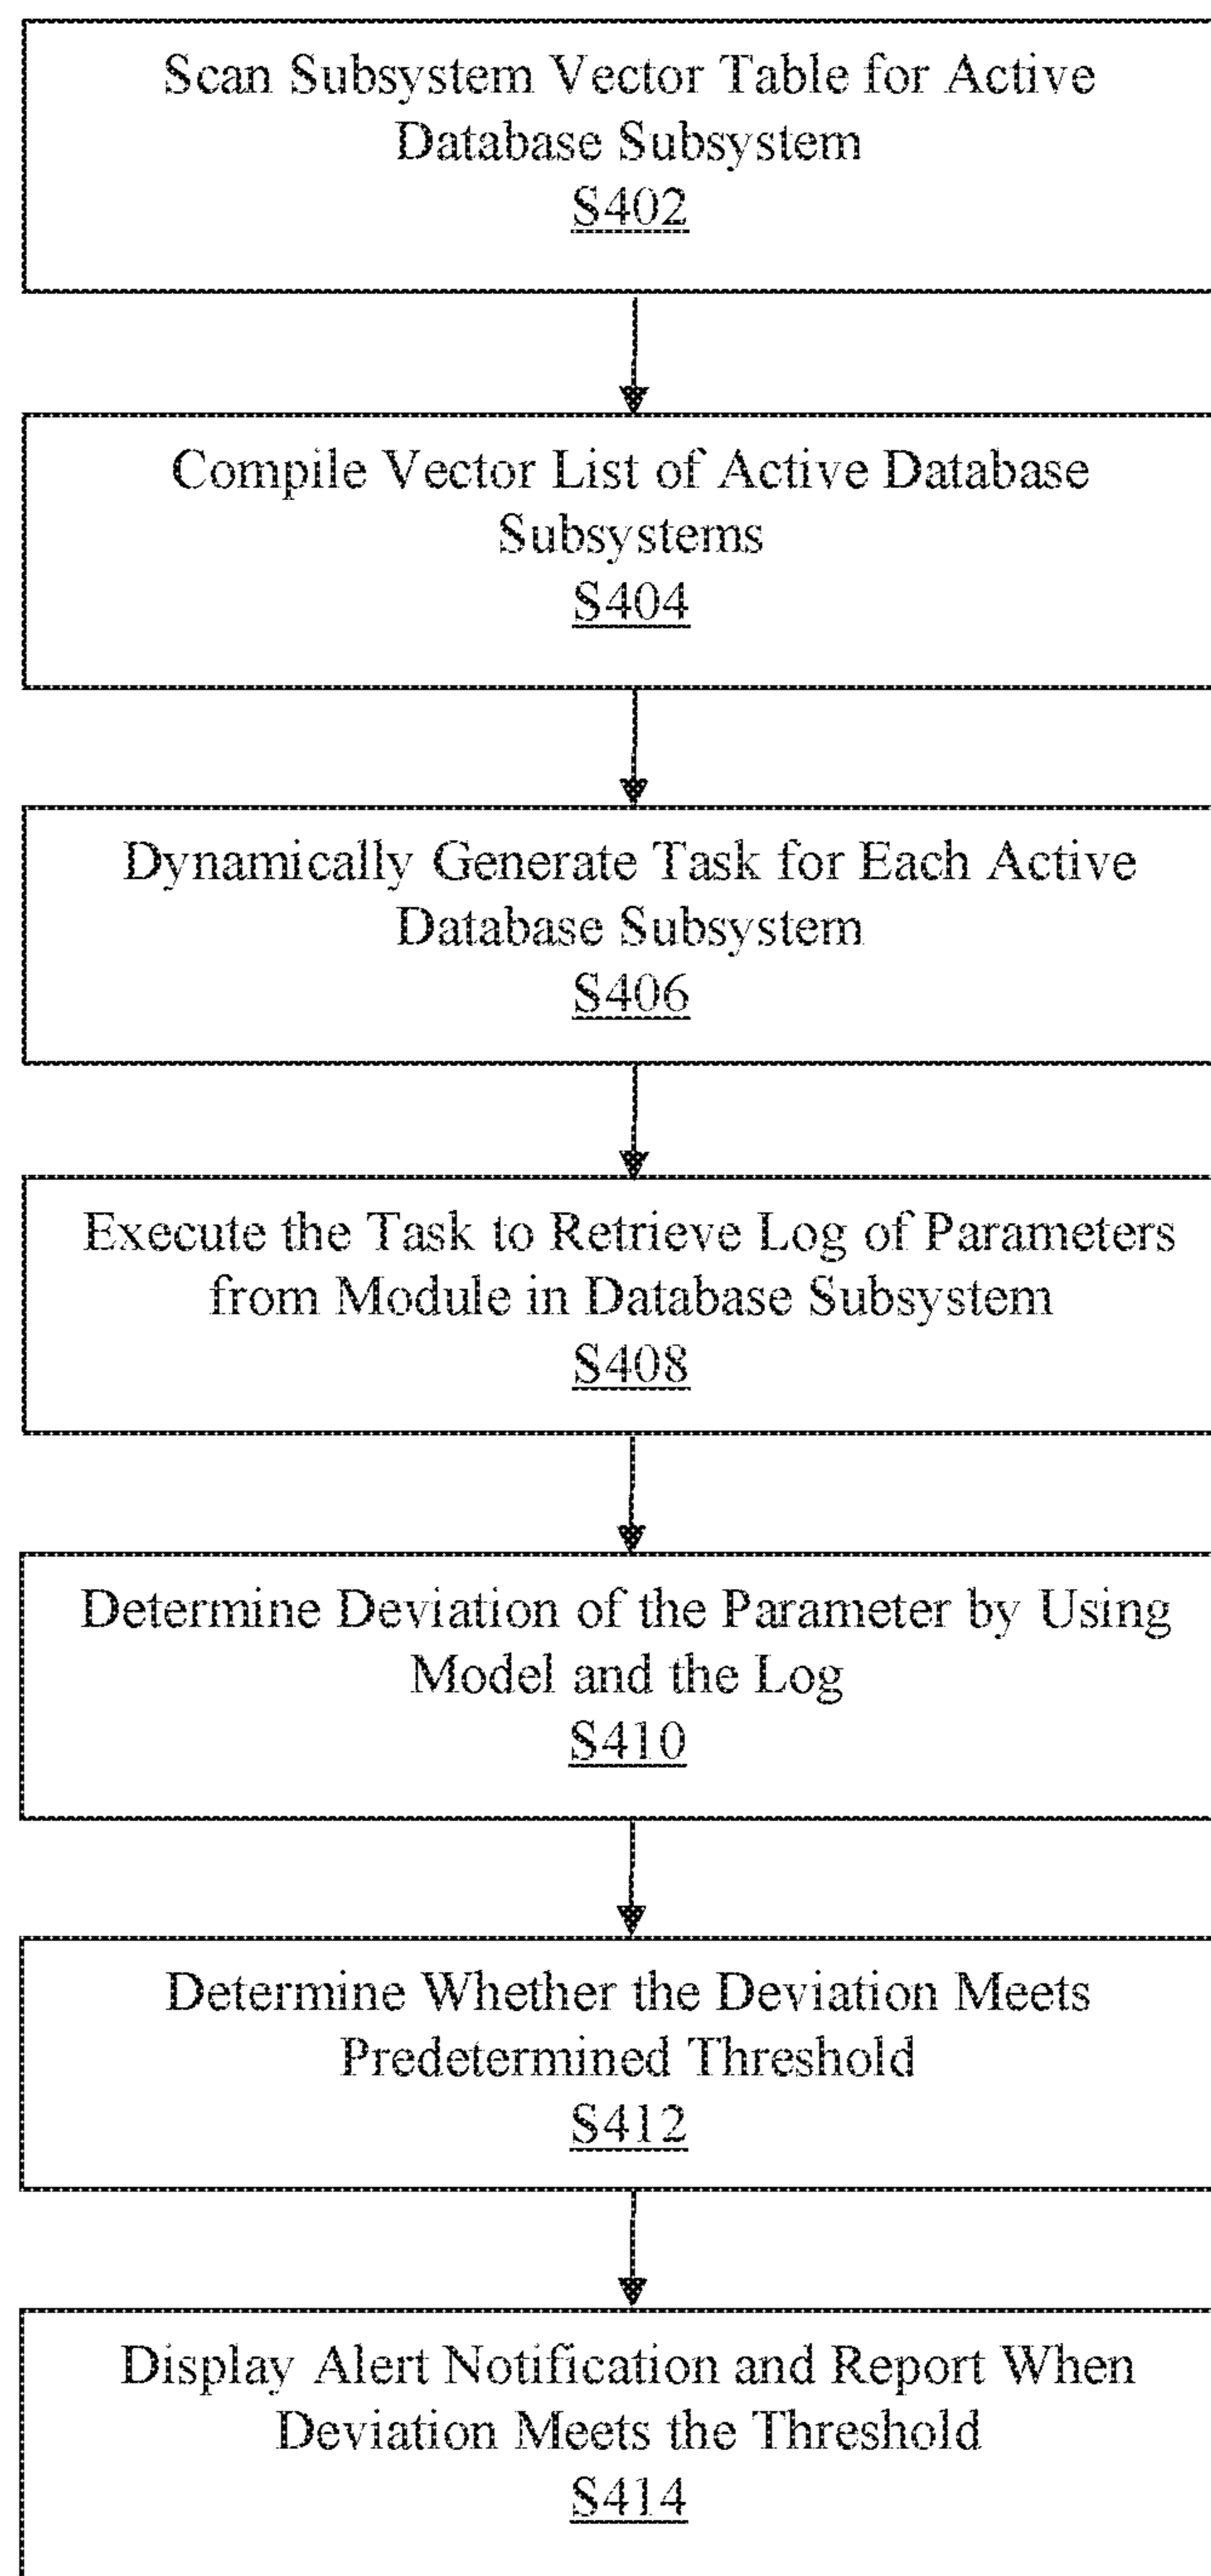 Scan Subsystem Vector Table for Active
Database Subsystem
S402
Compile Vector List of Active Database
Subsystems
S404
Dynamically Generate Task for Each Active
Database Subsystem
S406
Execute the Task to Retrieve Log of Parameters
from Module in Database Subsystem
S408
Determine Deviation of the Parameter by Using
Model and the Log
S410
Determine Whether the Deviation Meets
Predetermined Threshold
S412
Display Alert Notification and Report When
Deviation Meets the Threshold
S414